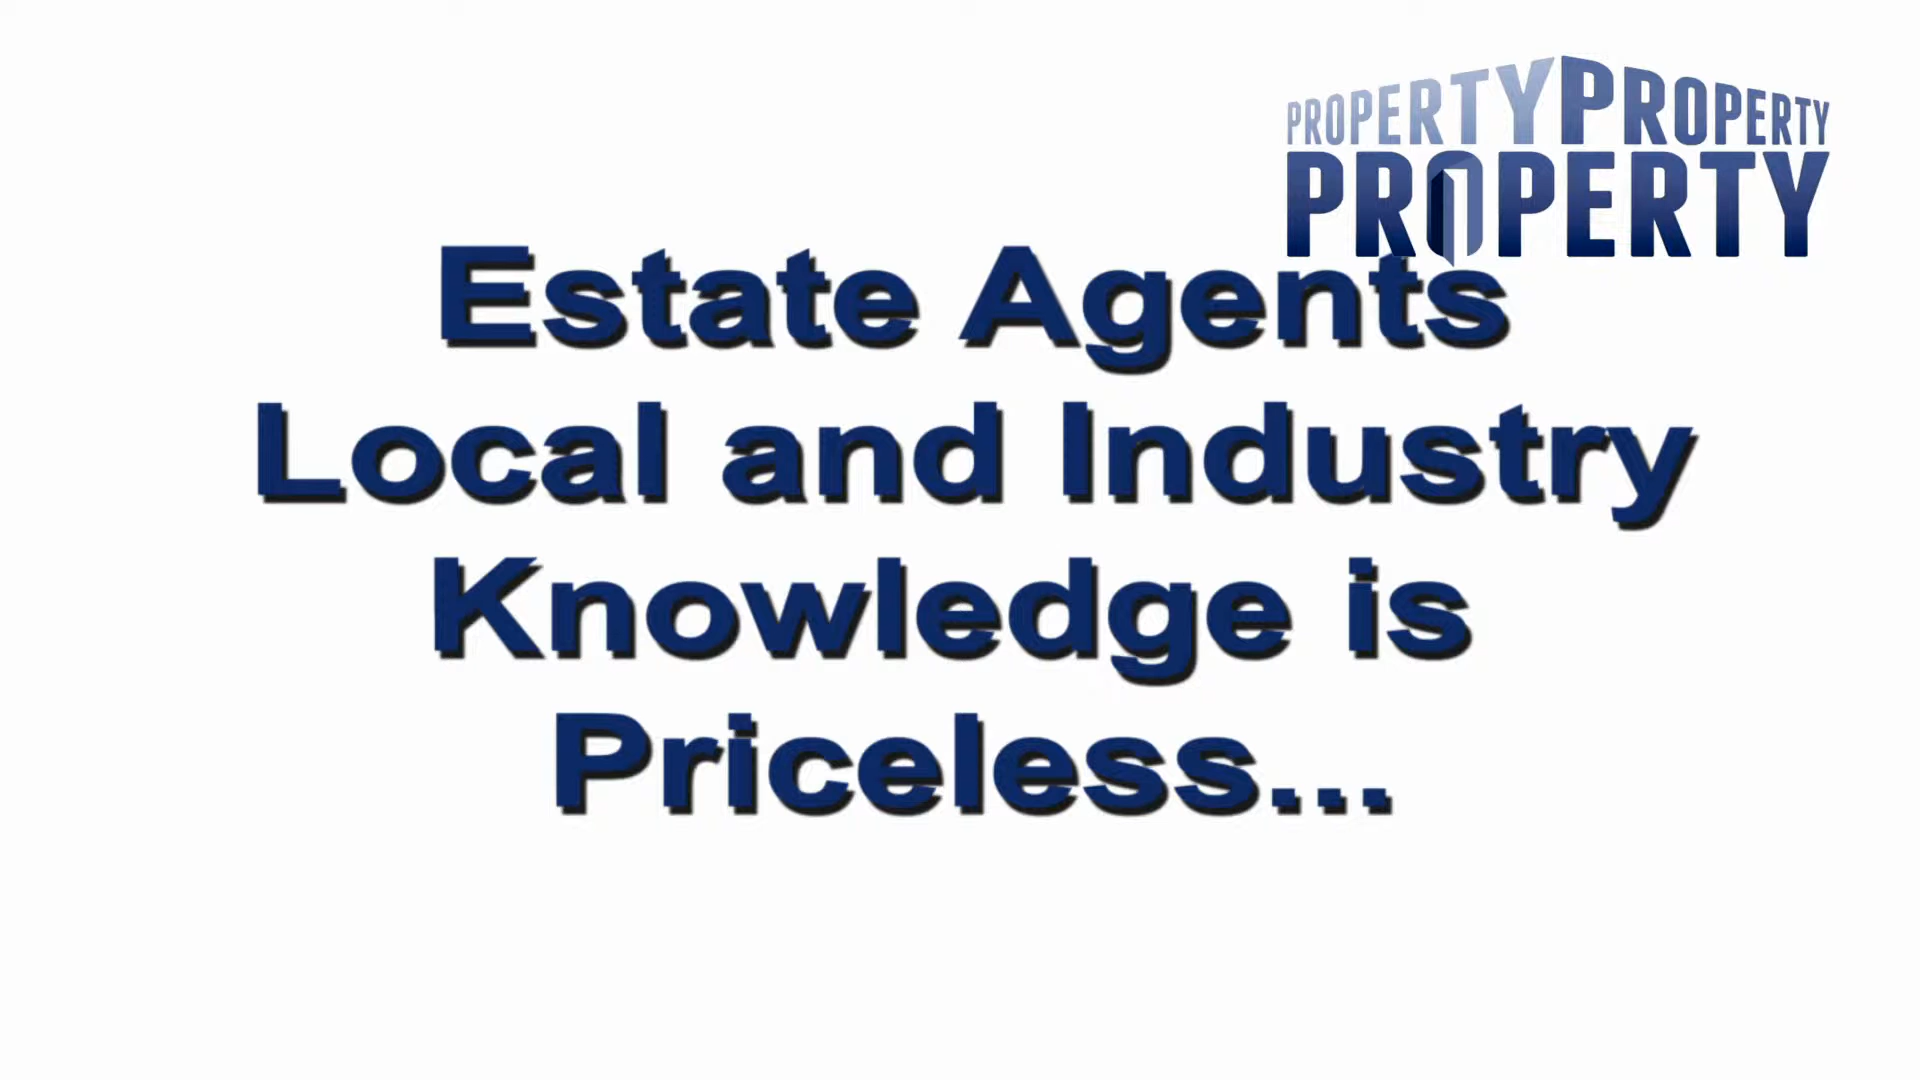 PROPERTYPROPERTY
PROPERTY
Estate Agents
Local and Industry
Knowledge is
Priceless...